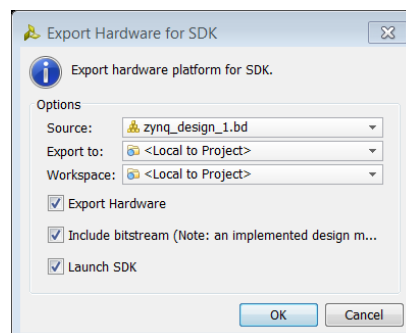 Export Hardware for SDK
Export hardware platform for SDK.
Options
Source: zynq_design_1.bd
Export to: <Local to Project>
Workspace: <Local to Project>
Export Hardware
Include bitstream (Note: an implemented design m...
Launch SDK
OK Cancel